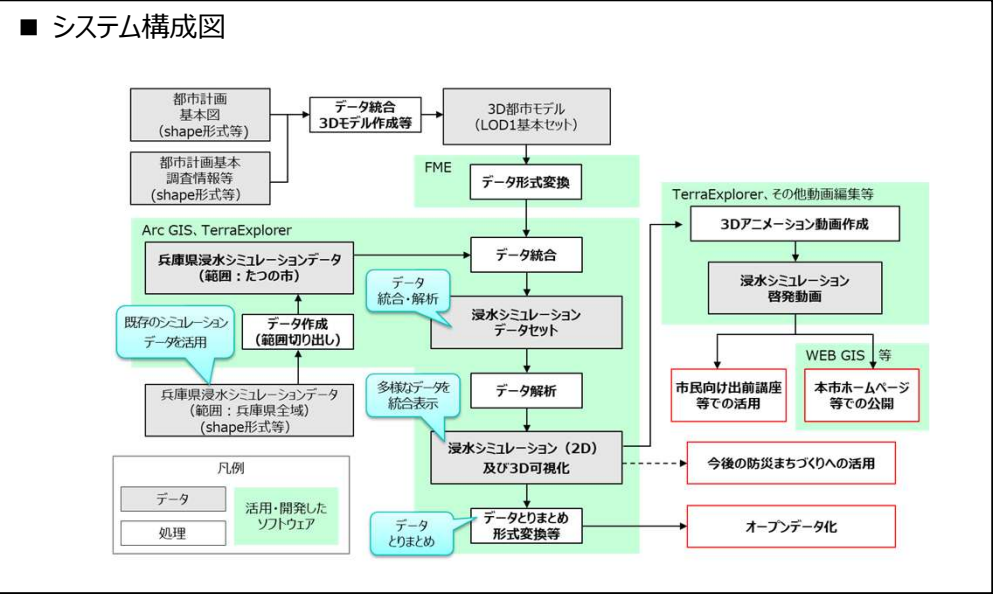 ■ システム構成図
都市計画
基本図
(shape形式等)
データ統合
3Dモデル作成等
3D都市モデル
(LOD1基本セット)
都市計画基本
調査情報等
(shape形式等)
FME
データ形式変換
TerraExplorer、その他動画編集等
3Dアニメーション動画作成
浸水シミュレーション
啓発動画
Arc GIS、TerraExplorer
兵庫県浸水シミュレーションデータ
(範囲：たつの市)
データ統合
データ
統合・解析
浸水シミュレーション
データセット
既存のシミュレーション
データを活用
データ作成
(範囲切り出し)
兵庫県浸水シミュレーションデータ
(範囲：兵庫県全域)
(shape形式等)
多様なデータを
統合表示
データ解析
WEB GIS 等
市民向け出前講座
等での活用
本市ホームページ
等での公開
浸水シミュレーション（2D）
及び3D可視化
今後の防災まちづくりへの活用
凡例
データ
処理
活用・開発した
ソフトウェア
データ
とりまとめ
データとりまとめ
形式変換等
オープンデータ化